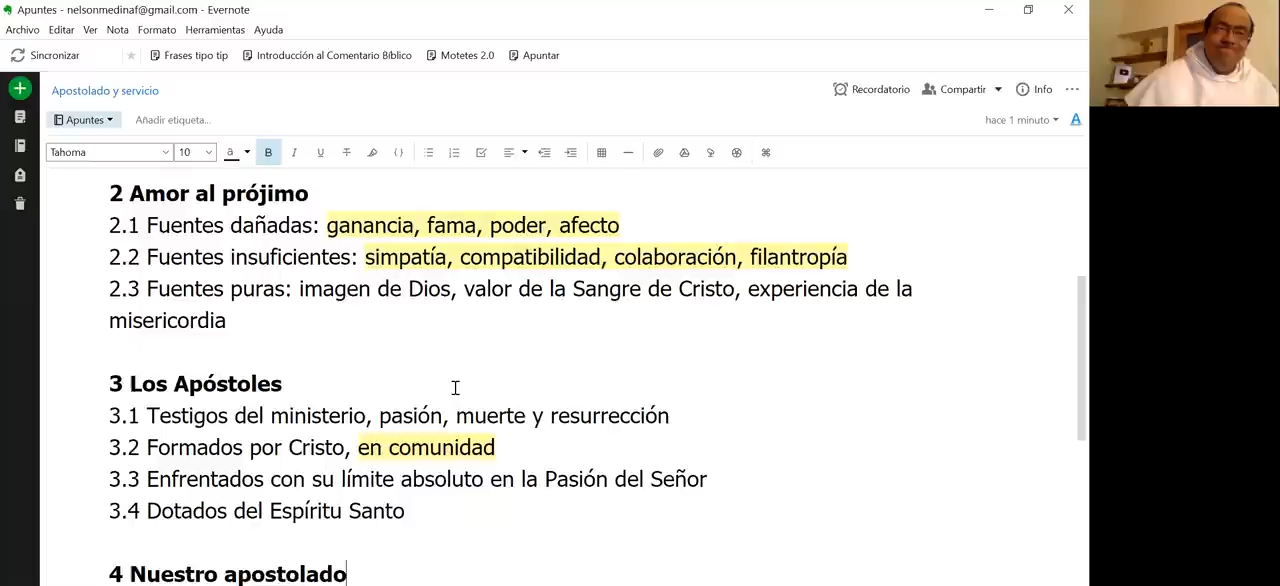 Apuntes - nelsonmedinaf@gmail.com - Evernote
Archivo Editar Ver Nota Formato Herramientas Ayuda
Sincronizar Frases tipo tip Introducción al Comentario Bíblico Motetes 2.0 Apuntar
Apostolado y servicio Recordatorio Compartir Info
Apuntes Añadir etiqueta... hace 1 minuto
Tahoma 10 a B I U T
2 Amor al prójimo
2.1 Fuentes dañadas: ganancia, fama, poder, afecto
2.2 Fuentes insuficientes: simpatía, compatibilidad, colaboración, filantropía
2.3 Fuentes puras: imagen de Dios, valor de la Sangre de Cristo, experiencia de la
misericordia
3 Los Apóstoles
3.1 Testigos del ministerio, pasión, muerte y resurrección
3.2 Formados por Cristo, en comunidad
3.3 Enfrentados con su límite absoluto en la Pasión del Señor
3.4 Dotados del Espíritu Santo
4 Nuestro apostolado